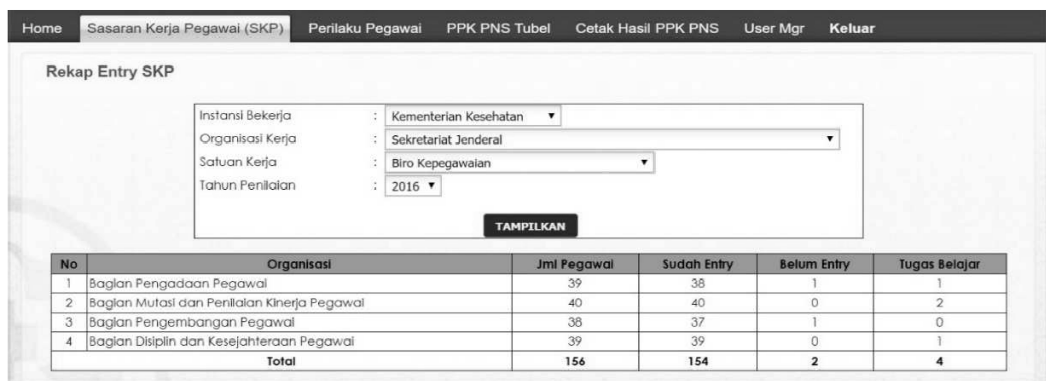 Home Sasaran Kerja Pegawai (SKP) Perilaku Pegawai PPK PNS Tubel Cetak Hasil PPK PNS User Mgr Keluar
Rekap Entry SKP
Instansi Bekerja : Kementerian Kesehatan
Organisasi Kerja : Sekretariat Jenderal
Satuan Kerja : Biro Kepegawaian
Tahun Penilaian : 2016
TAMPILKAN
No Organisasi Jml Pegawai Sudah Entry Belum Entry Tugas Belajar
1 Bagian Pengadaan Pegawai 39 38 1 1
2 Bagian Mutasi dan Penilaian Kinerja Pegawai 40 40 0 2
3 Bagian Pengembangan Pegawai 38 37 1 0
4 Bagian Disiplin dan Kesejahteraan Pegawai 39 39 0 1
Total 156 154 2 4